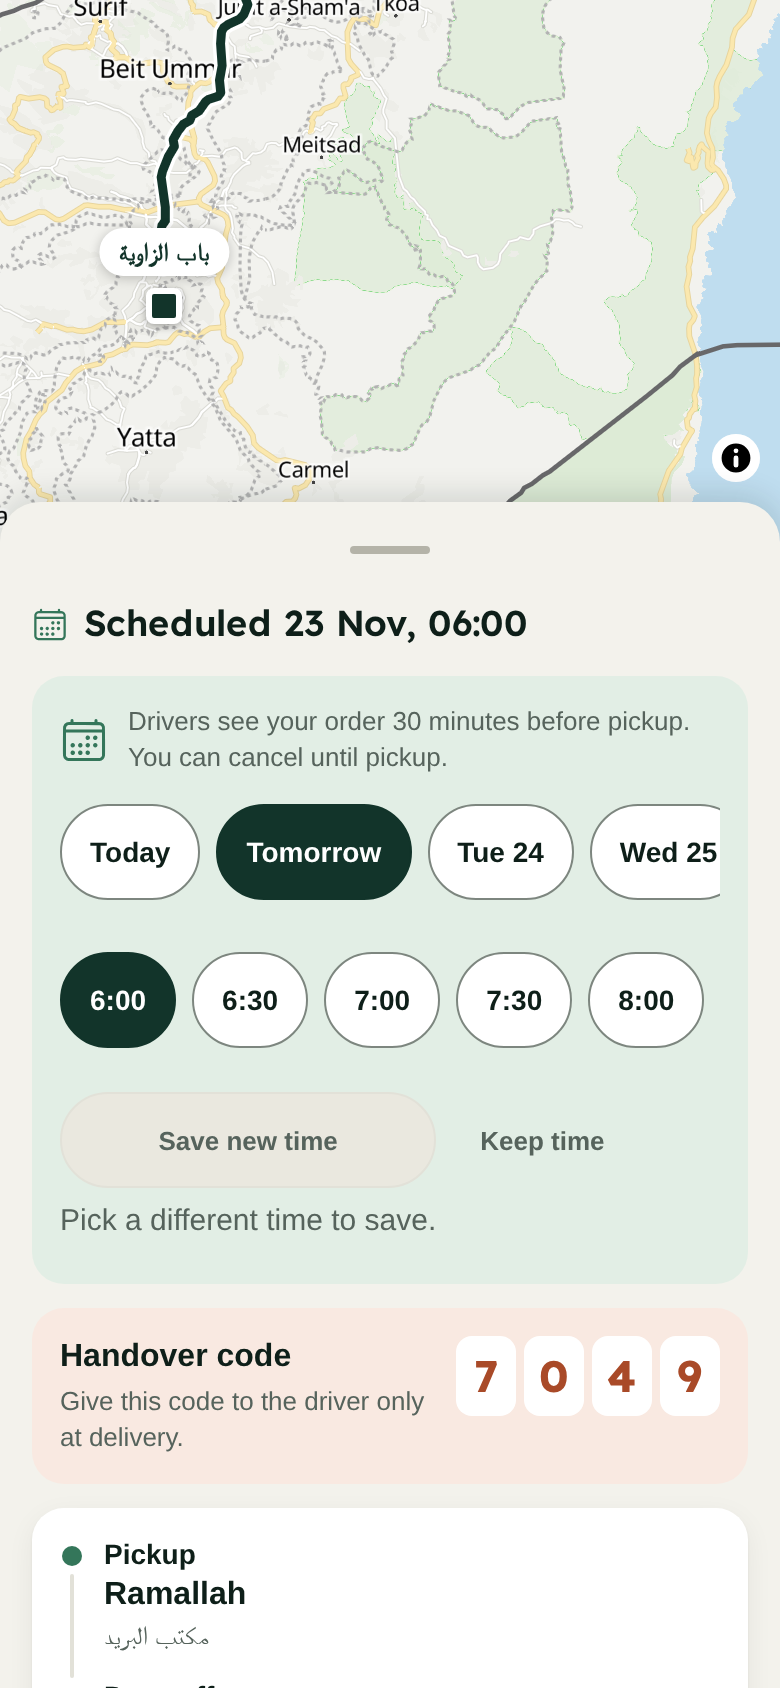 Surif
a-Sham'a
Beit Ummar
Meitsad
باب الزاوية
Yatta
Carmel
Scheduled 23 Nov, 06:00
Drivers see your order 30 minutes before pickup.
You can cancel until pickup.
Today
Tomorrow
Tue 24
Wed 25
6:00
6:30
7:00
7:30
8:00
Save new time
Keep time
Pick a different time to save.
Handover code
7 0 4 9
Give this code to the driver only
at delivery.
Pickup
Ramallah
مكتب البريد